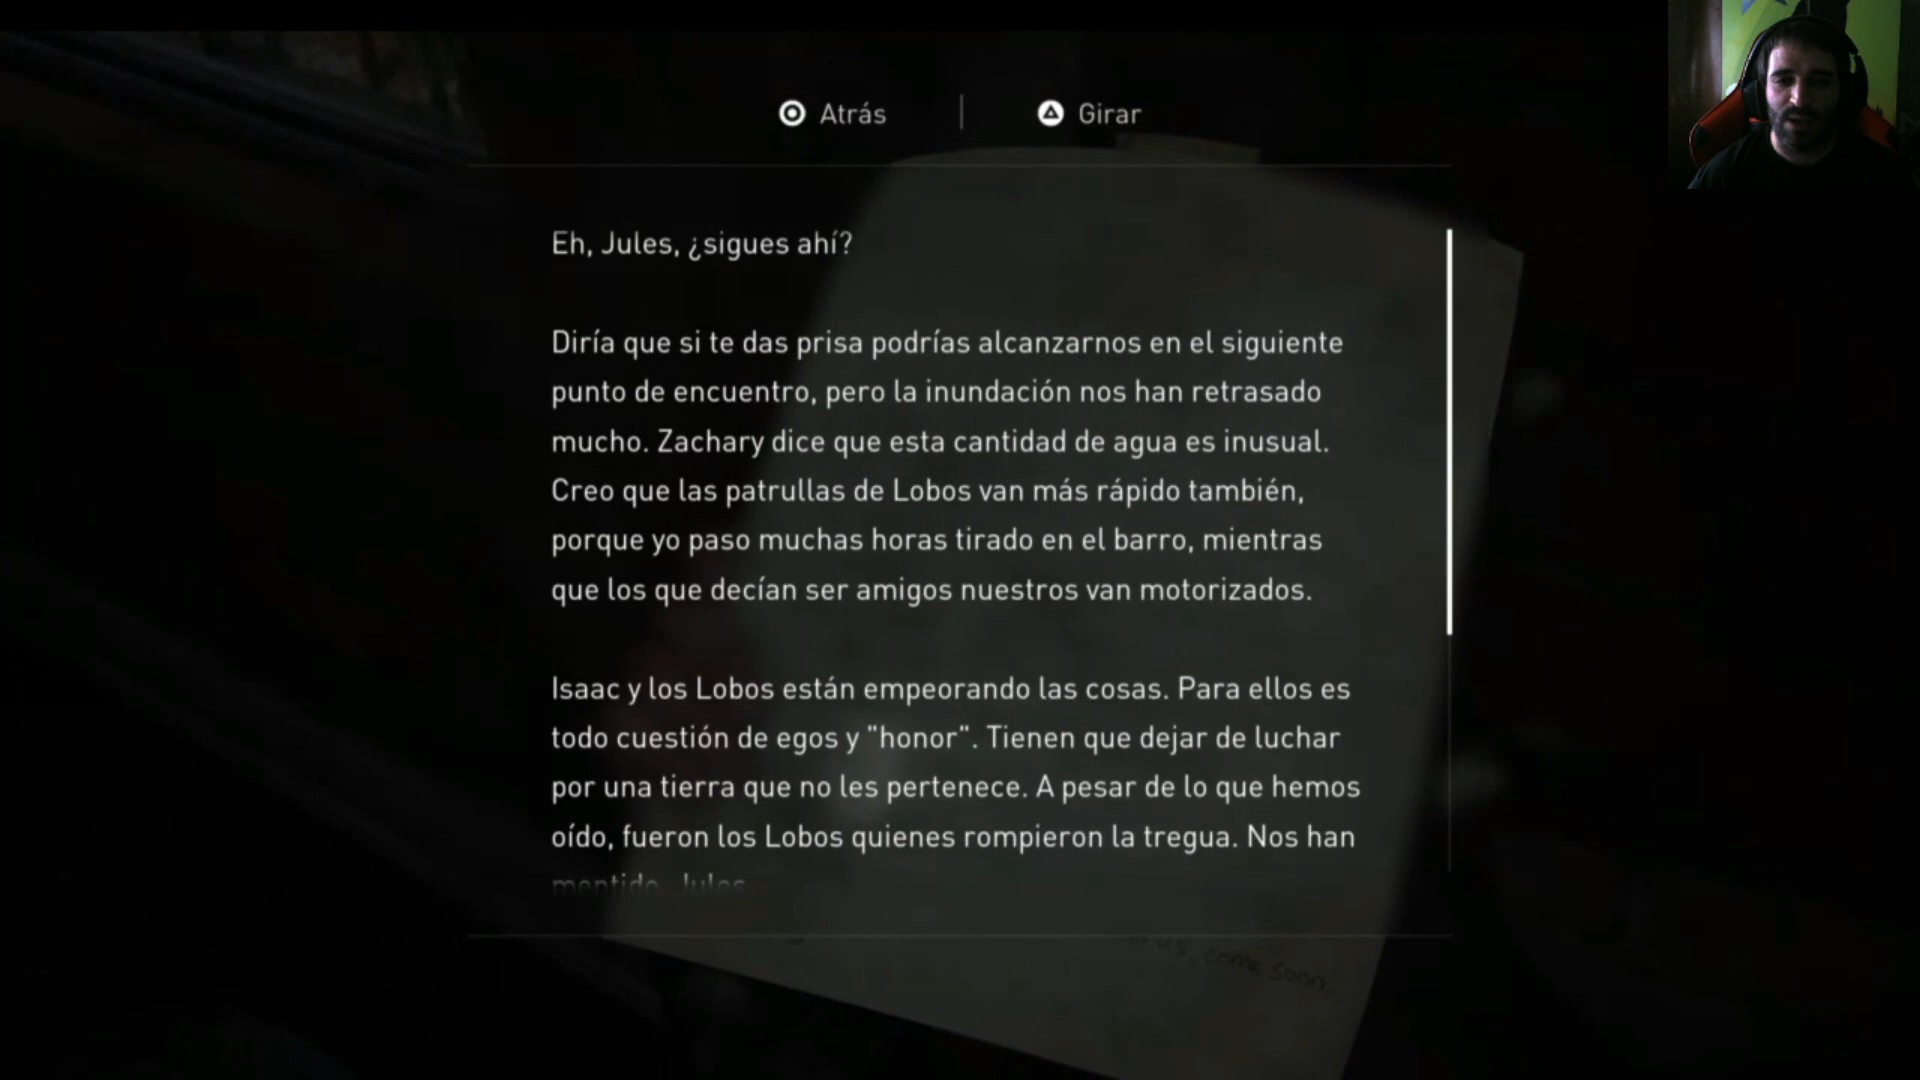 Atrás | Girar
Eh, Jules, ¿sigues ahí?
Diría que si te das prisa podrías alcanzarnos en el siguiente
punto de encuentro, pero la inundación nos han retrasado
mucho. Zachary dice que esta cantidad de agua es inusual.
Creo que las patrullas de Lobos van más rápido también,
porque yo paso muchas horas tirado en el barro, mientras
que los que decían ser amigos nuestros van motorizados.
Isaac y los Lobos están empeorando las cosas. Para ellos es
todo cuestión de egos y "honor". Tienen que dejar de luchar
por una tierra que no les pertenece. A pesar de lo que hemos
oído, fueron los Lobos quienes rompieron la tregua. Nos han
mentido, Jules
us, come soon.